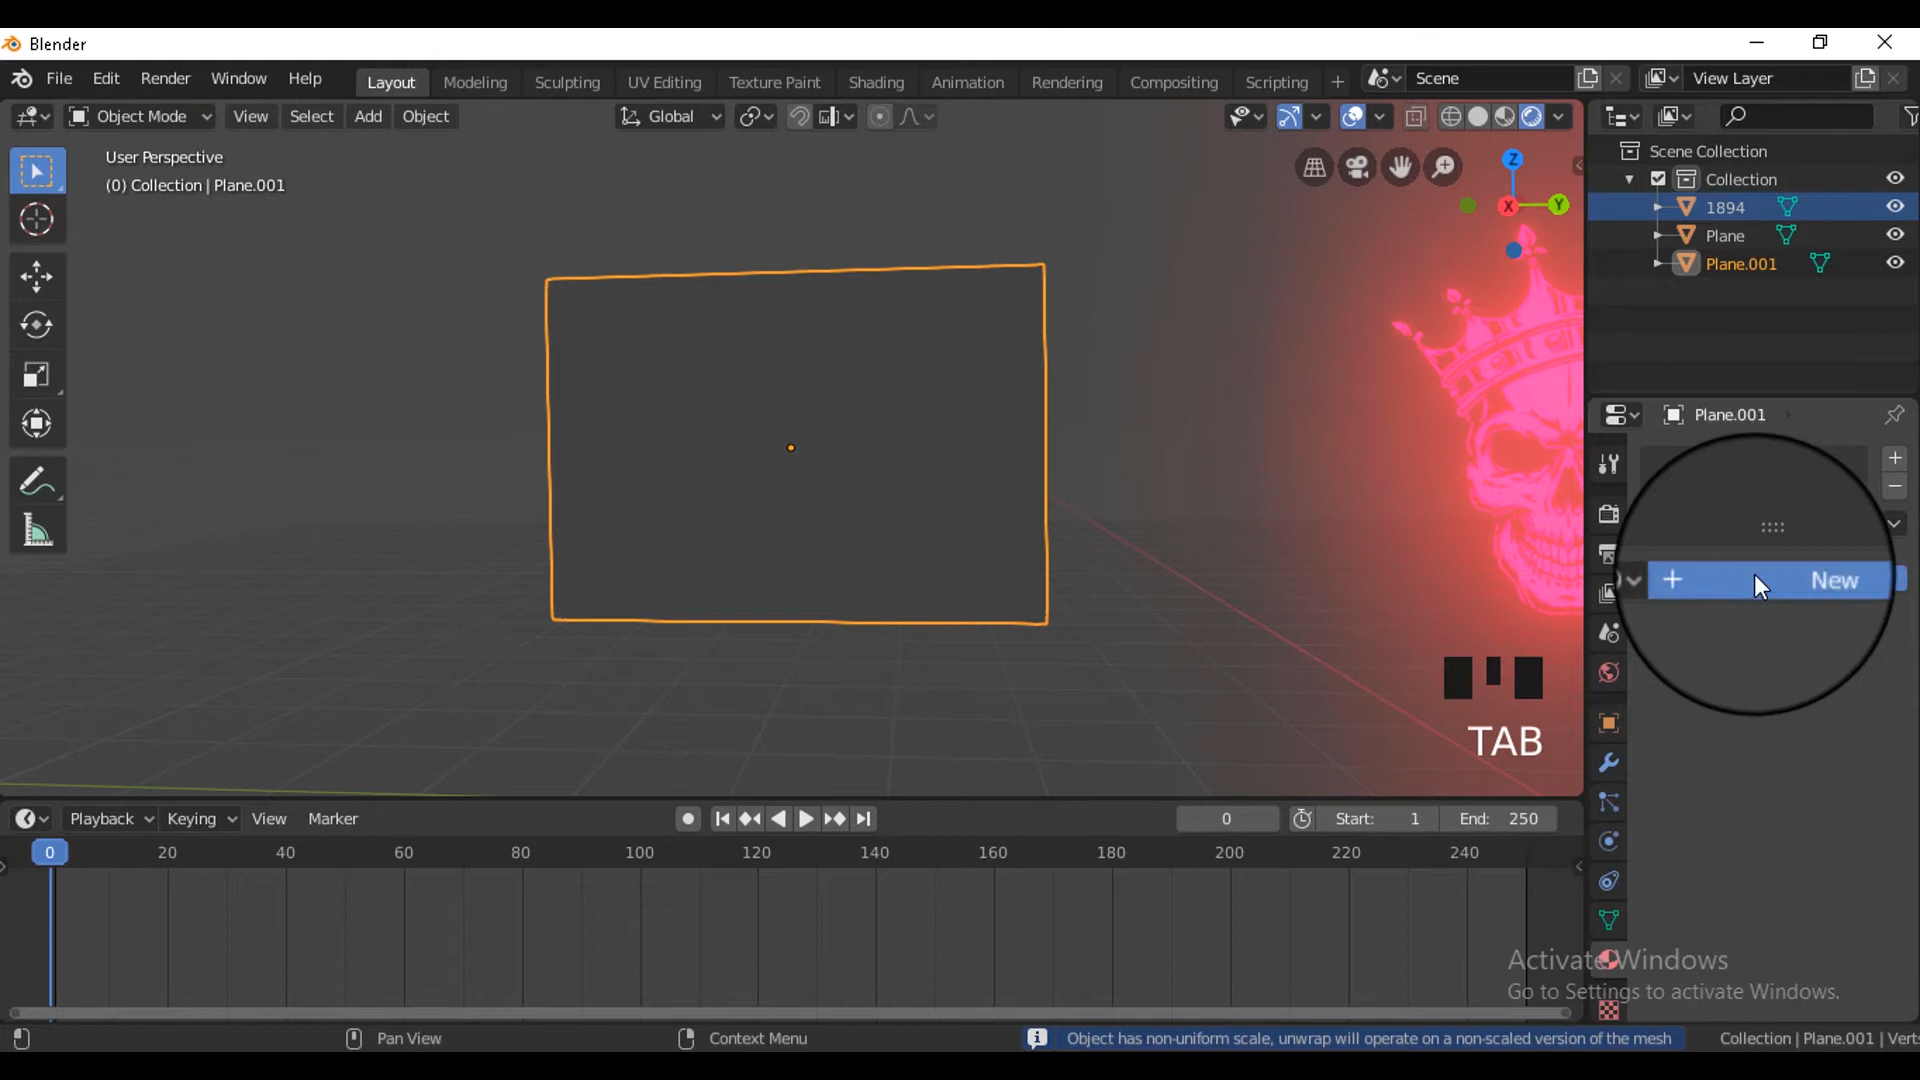 Blender
File Edit Render Window Help Layout Modeling Sculpting UV Editing Texture Paint Shading Animation Rendering Compositing Scripting + Scene View Layer
Object Mode View Select Add Object Global
User Perspective
(0) Collection | Plane.001
Z
X
Y
Scene Collection
Collection
1894
Plane
Plane.001
Plane.001
+ New
TAB
Playback Keying View Marker 0 Start: 1 End: 250
0 20 40 60 80 100 120 140 160 180 200 220 240
Activate Windows
Go to Settings to activate Windows.
Pan View Context Menu Object has non-uniform scale, unwrap will operate on a non-scaled version of the mesh Collection | Plane.001 | Verts